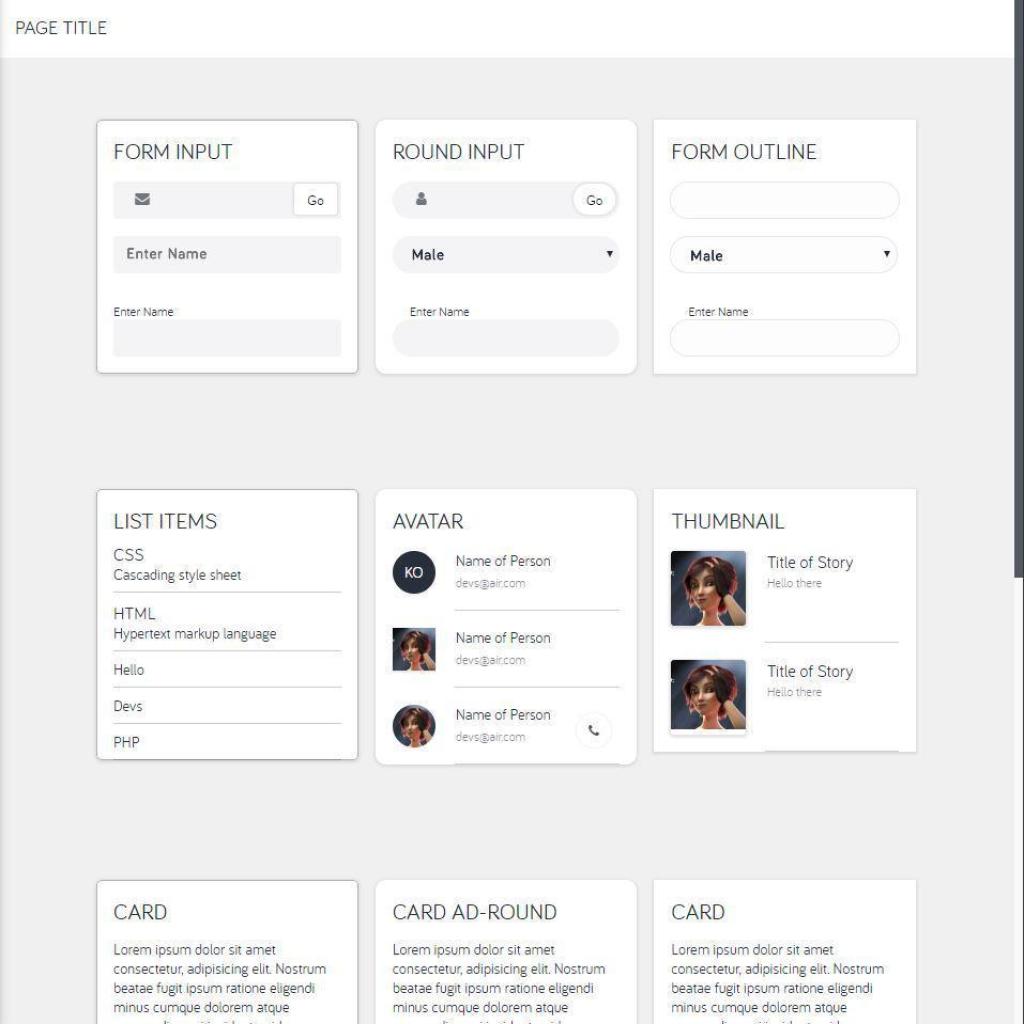 PAGE TITLE
FORM INPUT
Go
Enter Name
Enter Name
ROUND INPUT
Go
Male
Enter Name
FORM OUTLINE
Male
Enter Name
LIST ITEMS
CSS
Cascading style sheet
HTML
Hypertext markup language
Hello
Devs
PHP
AVATAR
KO
Name of Person
devs@air.com
Name of Person
devs@air.com
Name of Person
devs@air.com
THUMBNAIL
Title of Story
Hello there
Title of Story
Hello there
CARD
Lorem ipsum dolor sit amet
consectetur, adipisicing elit. Nostrum
beatae fugit ipsum ratione eligendi
minus cumque dolorem atque
CARD AD-ROUND
Lorem ipsum dolor sit amet
consectetur, adipisicing elit. Nostrum
beatae fugit ipsum ratione eligendi
minus cumque dolorem atque
CARD
Lorem ipsum dolor sit amet
consectetur, adipisicing elit. Nostrum
beatae fugit ipsum ratione eligendi
minus cumque dolorem atque